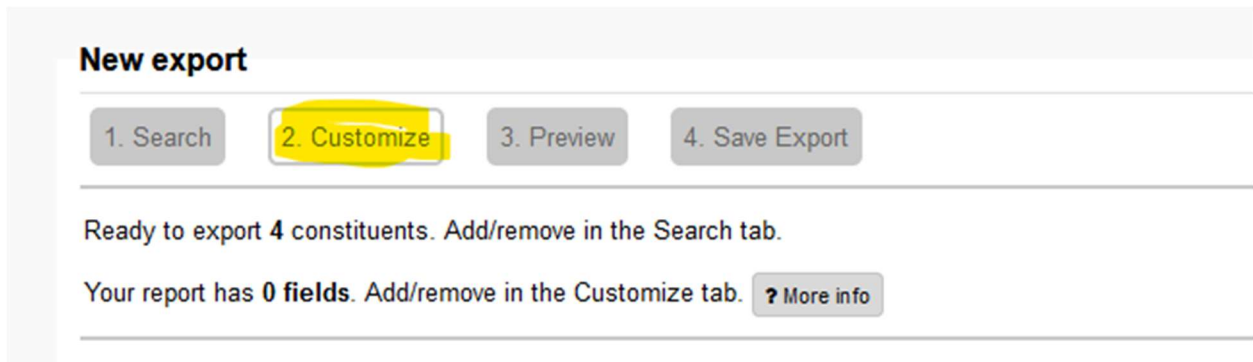 New export
1. Search 2. Customize 3. Preview 4. Save Export
Ready to export 4 constituents. Add/remove in the Search tab.
Your report has 0 fields. Add/remove in the Customize tab. ? More info